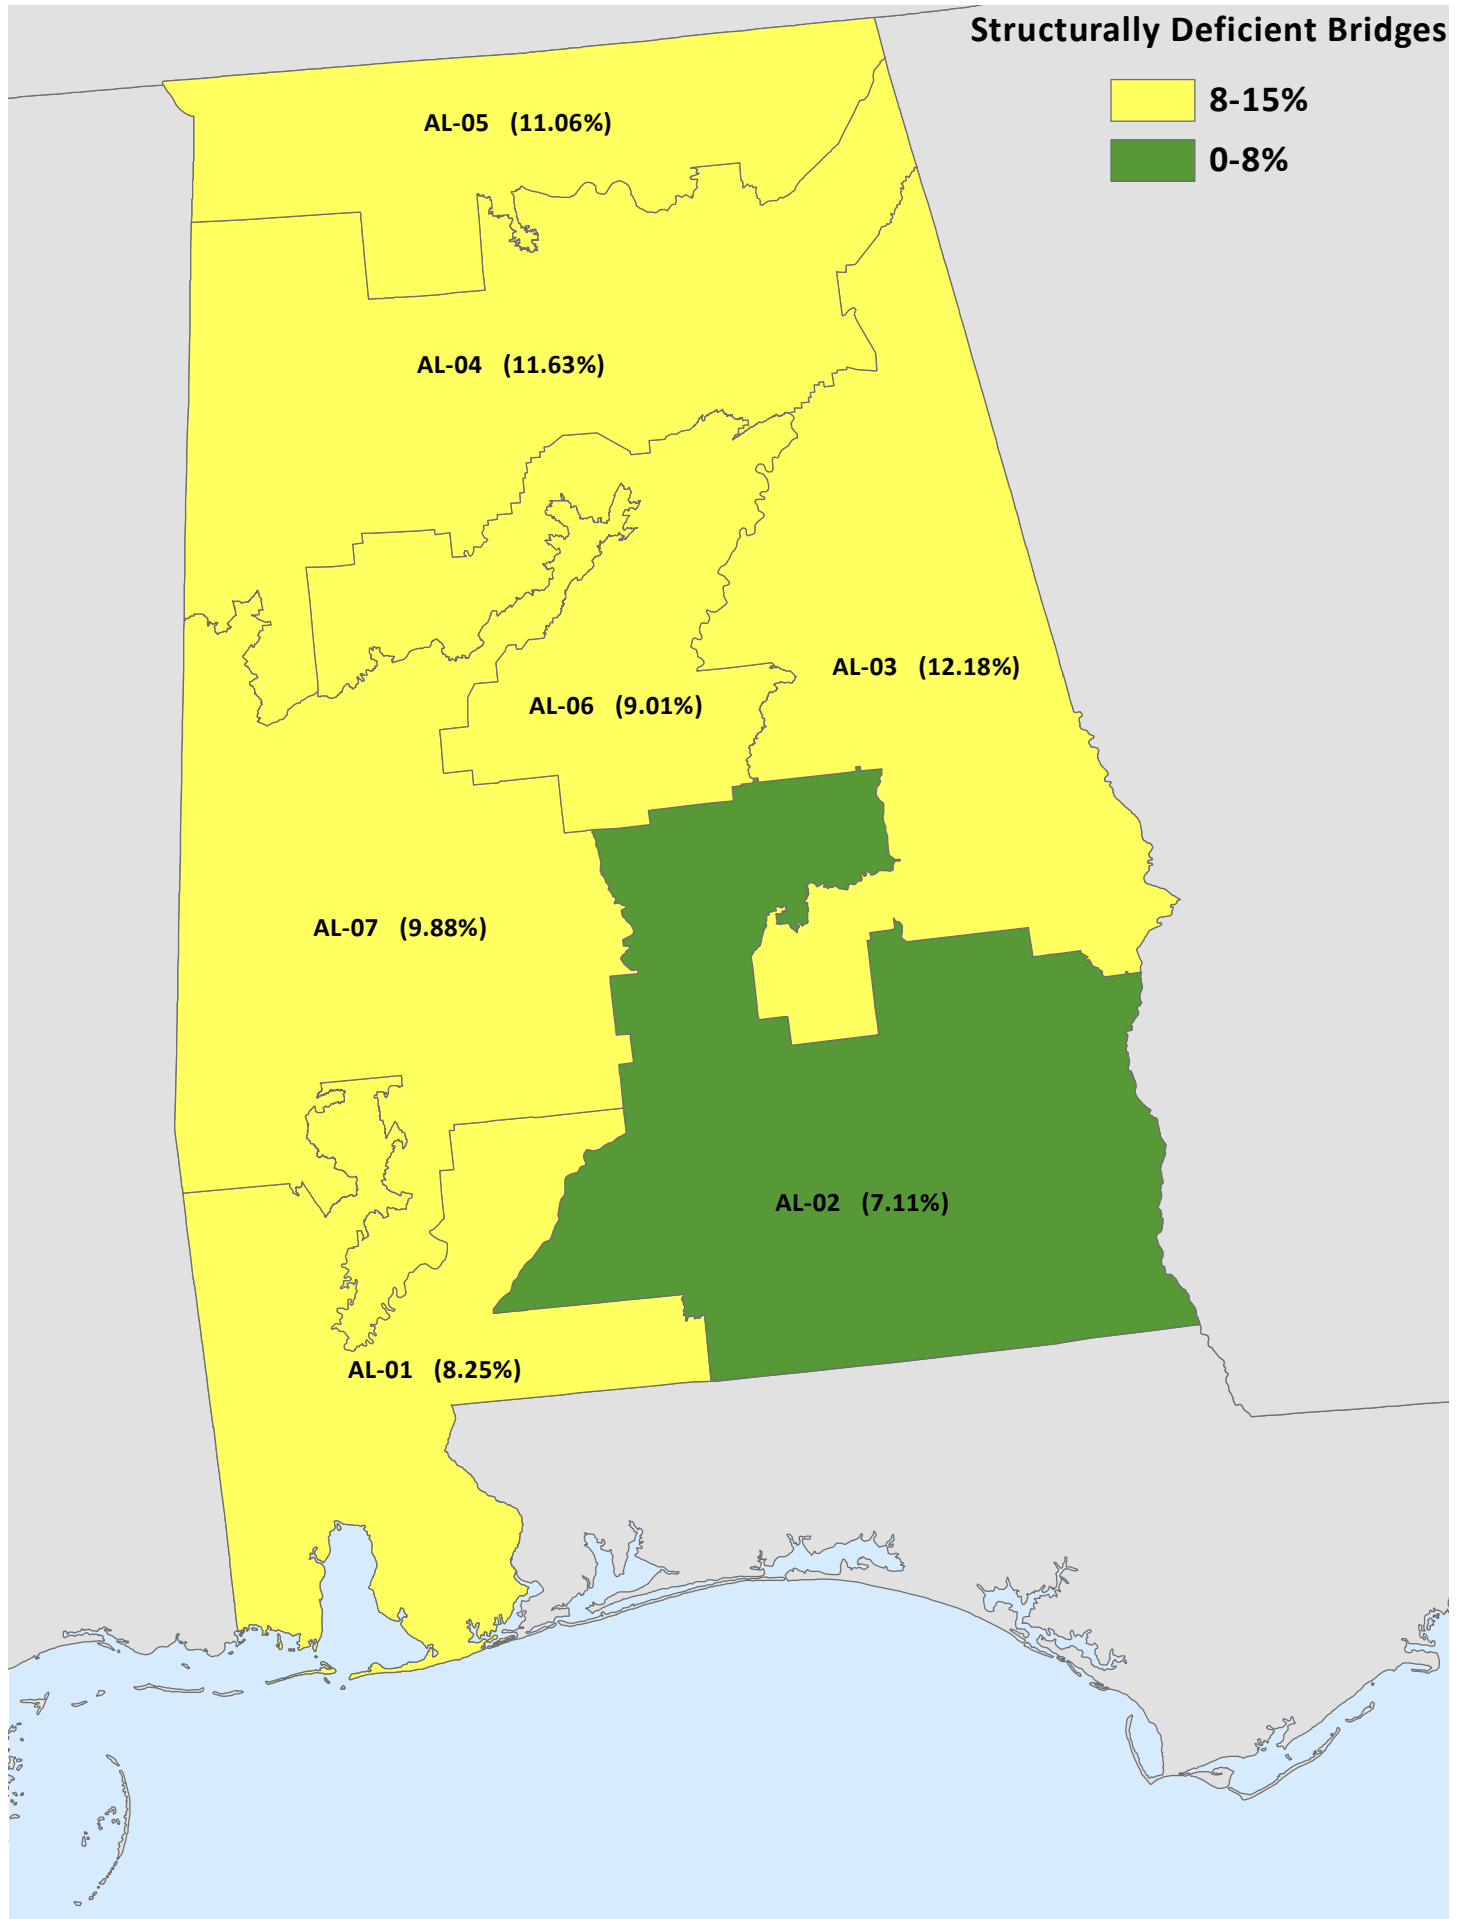 Structurally Deficient Bridges
8-15%
0-8%
AL-05 (11.06%)
AL-04 (11.63%)
AL-03 (12.18%)
AL-06 (9.01%)
AL-07 (9.88%)
AL-02 (7.11%)
AL-01 (8.25%)